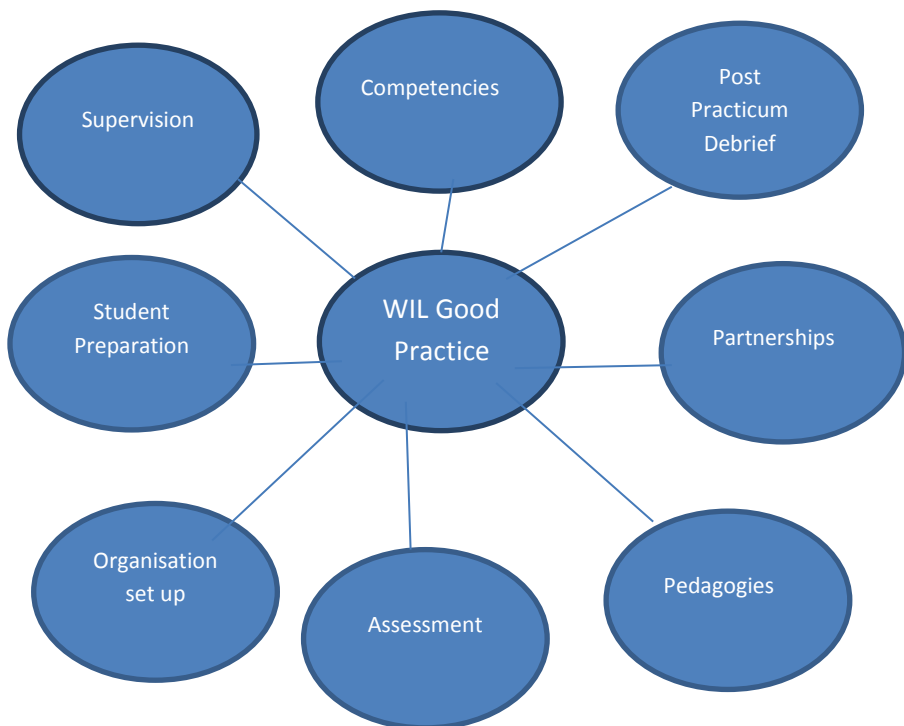 Supervision
Competencies
Post
Practicum
Debrief
Student
Preparation
WIL Good
Practice
Partnerships
Organisation
set up
Assessment
Pedagogies